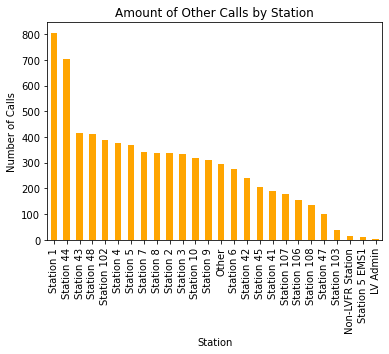 Amount of Other Calls by Station
Number of Calls
800
700
600
500
400
300
200
100
0
Station 1
Station 44
Station 43
Station 48
Station 102
Station 4
Station 5
Station 7
Station 8
Station 2
Station 3
Station 10
Station 9
Other
Station 6
Station 42
Station 45
Station 41
Station 107
Station 106
Station 108
Station 47
Station 103
Non-LVFR Station
Station 5 EMS1
LV Admin
Station